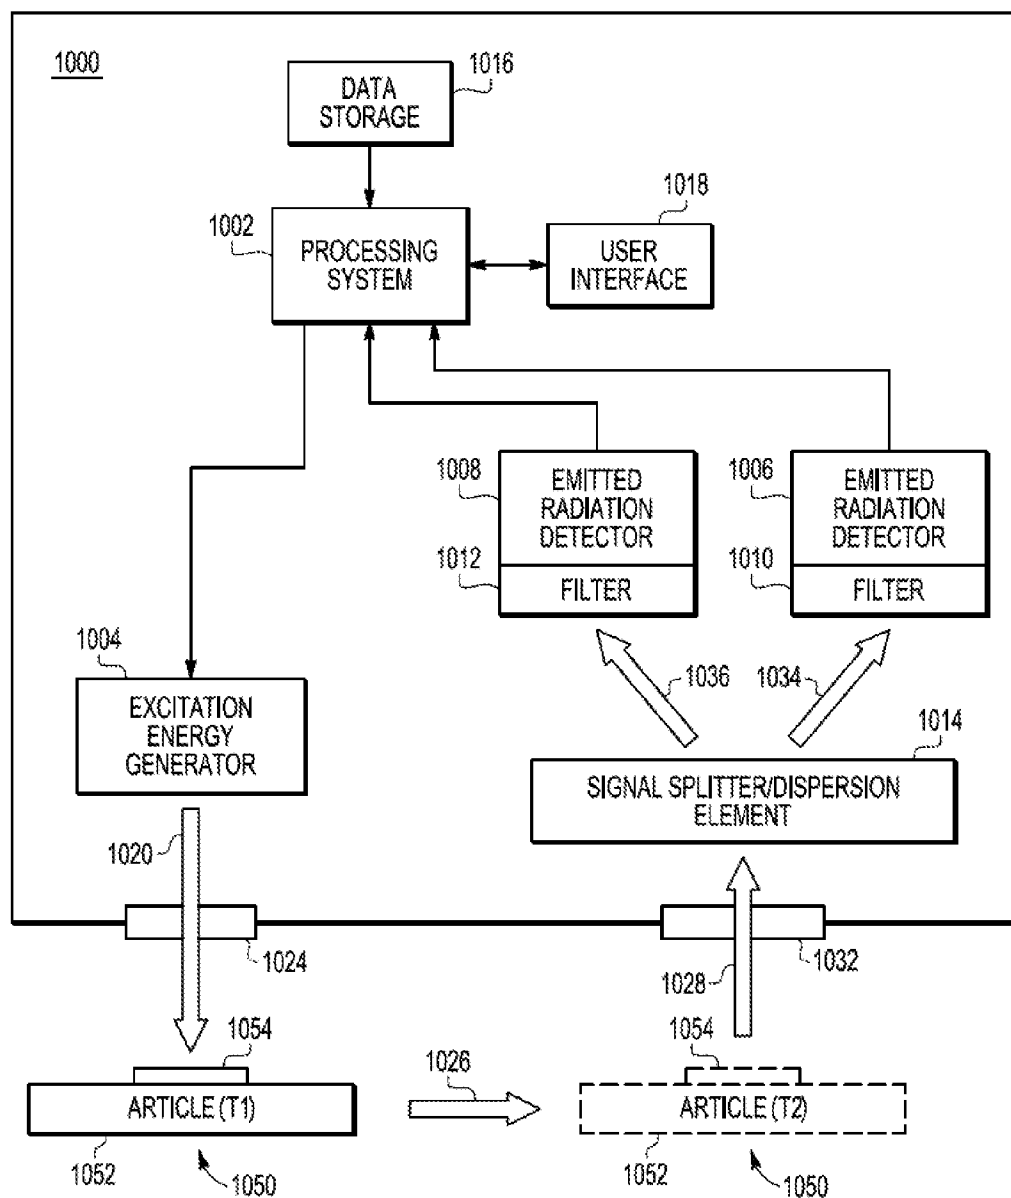 1000
DATA
STORAGE
1016
1002
PROCESSING
SYSTEM
1018
USER
INTERFACE
1008
EMITTED
RADIATION
DETECTOR
1012
FILTER
1006
EMITTED
RADIATION
DETECTOR
1010
FILTER
1004
EXCITATION
ENERGY
GENERATOR
1036
1034
1014
SIGNAL SPLITTER/DISPERSION
ELEMENT
1020
1024
1028
1032
1054
ARTICLE (T1)
1052
1050
1026
1054
ARTICLE (T2)
1052
1050